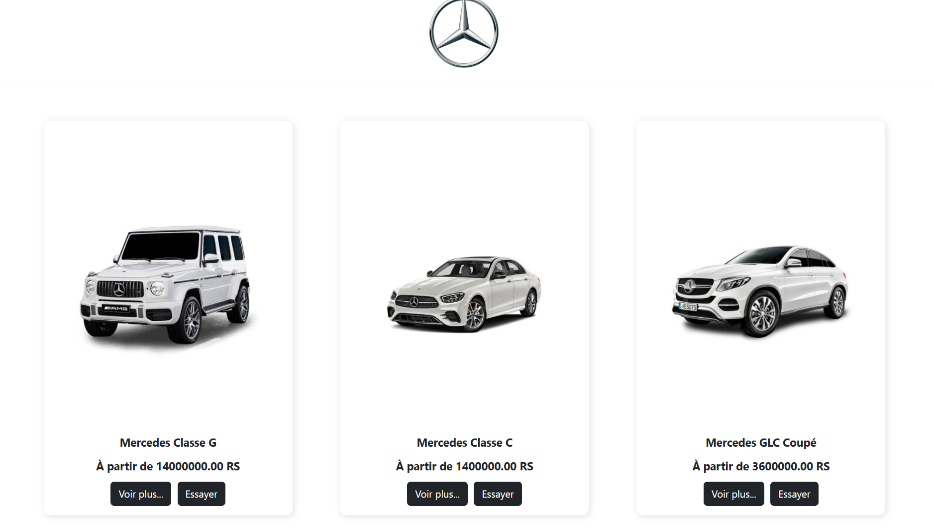 Mercedes Classe G
À partir de 14000000.00 RS
Voir plus... Essayer
Mercedes Classe C
À partir de 1400000.00 RS
Voir plus... Essayer
Mercedes GLC Coupé
À partir de 3600000.00 RS
Voir plus... Essayer